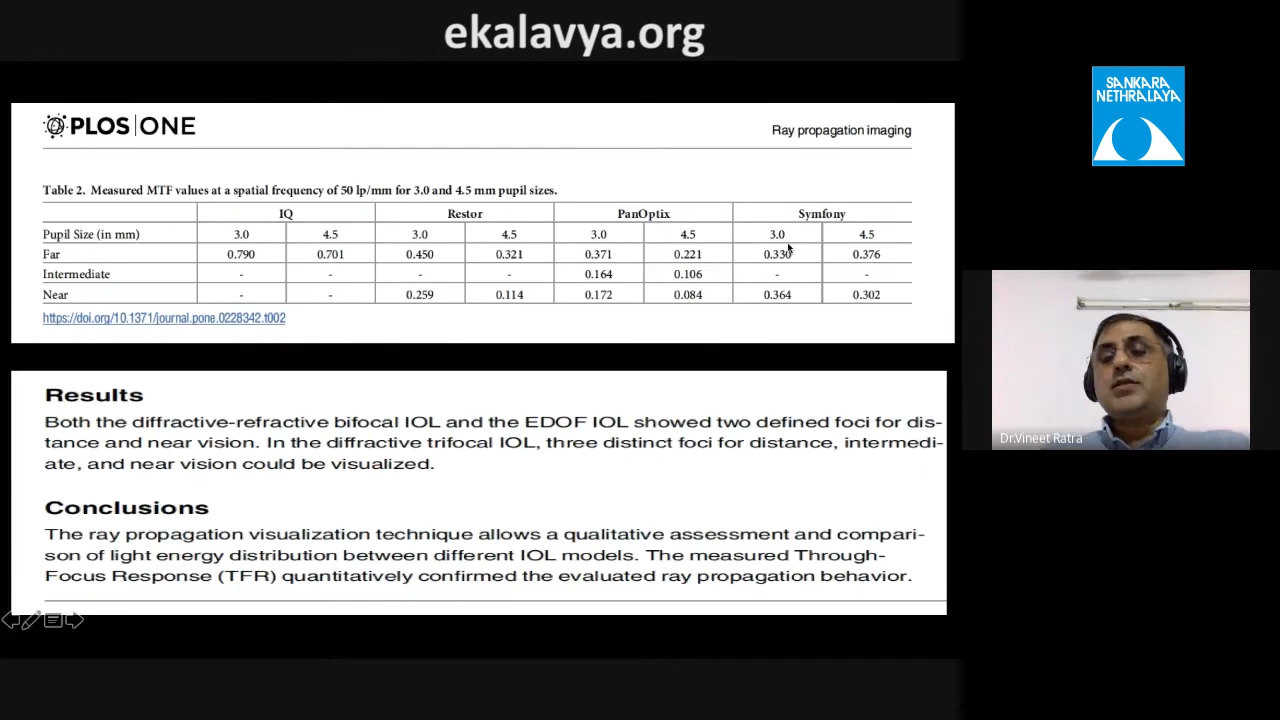 ekalavya.org
SANKARA
NETHRALAYA
PLOS | ONE
Ray propagation imaging
Table 2. Measured MTF values at a spatial frequency of 50 lp/mm for 3.0 and 4.5 mm pupil sizes.
IQ Restor PanOptix Symfony
Pupil Size (in mm) 3.0 4.5 3.0 4.5 3.0 4.5 3.0 4.5
Far 0.790 0.701 0.450 0.321 0.371 0.221 0.330 0.376
Intermediate - - - - 0.164 0.106 - -
Near - - 0.259 0.114 0.172 0.084 0.364 0.302
https://doi.org/10.1371/journal.pone.0228342.t002
Results
Both the diffractive-refractive bifocal IOL and the EDOF IOL showed two defined foci for dis-
tance and near vision. In the diffractive trifocal IOL, three distinct foci for distance, intermedi-
ate, and near vision could be visualized.
Conclusions
The ray propagation visualization technique allows a qualitative assessment and compari-
son of light energy distribution between different IOL models. The measured Through-
Focus Response (TFR) quantitatively confirmed the evaluated ray propagation behavior.
Dr.Vineet Ratra